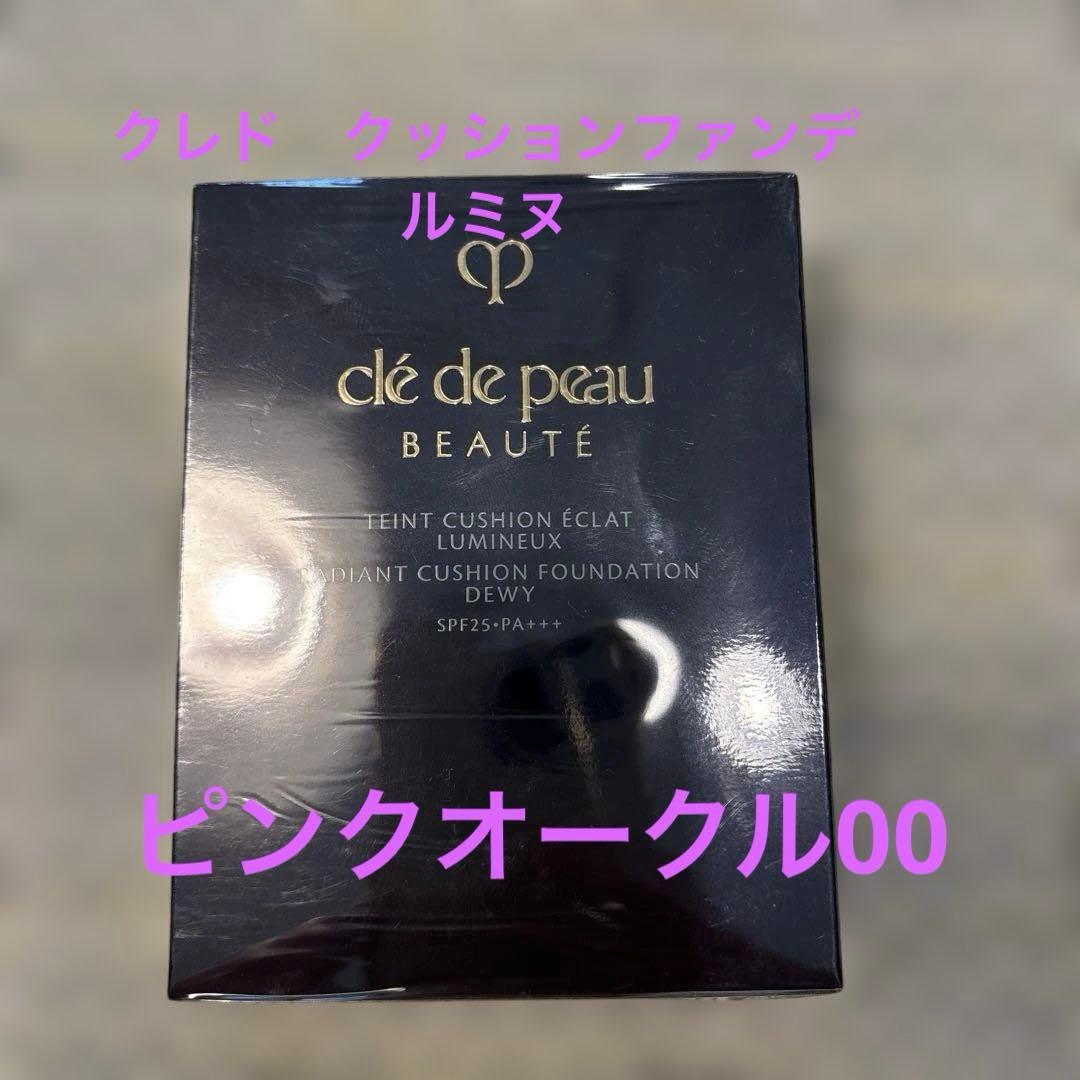 クレド　クッションファンデ
ルミヌ
clé de peau
BEAUTÉ
TEINT CUSHION ÉCLAT
LUMINEUX
RADIANT CUSHION FOUNDATION
DEWY
SPF25•PA+++
ピンクオークル00